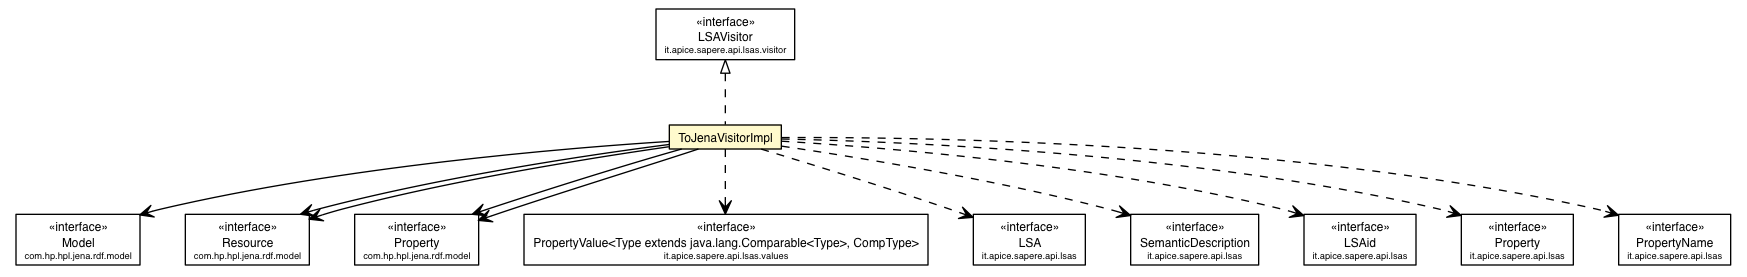 «interface»
LSAVisitor
it.apice.sapere.api.lsas.visitor
ToJenaVisitorImpl
«interface»
Model
com.hp.hpl.jena.rdf.model
«interface»
Resource
com.hp.hpl.jena.rdf.model
«interface»
Property
com.hp.hpl.jena.rdf.model
«interface»
PropertyValue<Type extends java.lang.Comparable<Type>, CompType>
it.apice.sapere.api.lsas.values
«interface»
LSA
it.apice.sapere.api.lsas
«interface»
SemanticDescription
it.apice.sapere.api.lsas
«interface»
LSAid
it.apice.sapere.api.lsas
«interface»
Property
it.apice.sapere.api.lsas
«interface»
PropertyName
it.apice.sapere.api.lsas